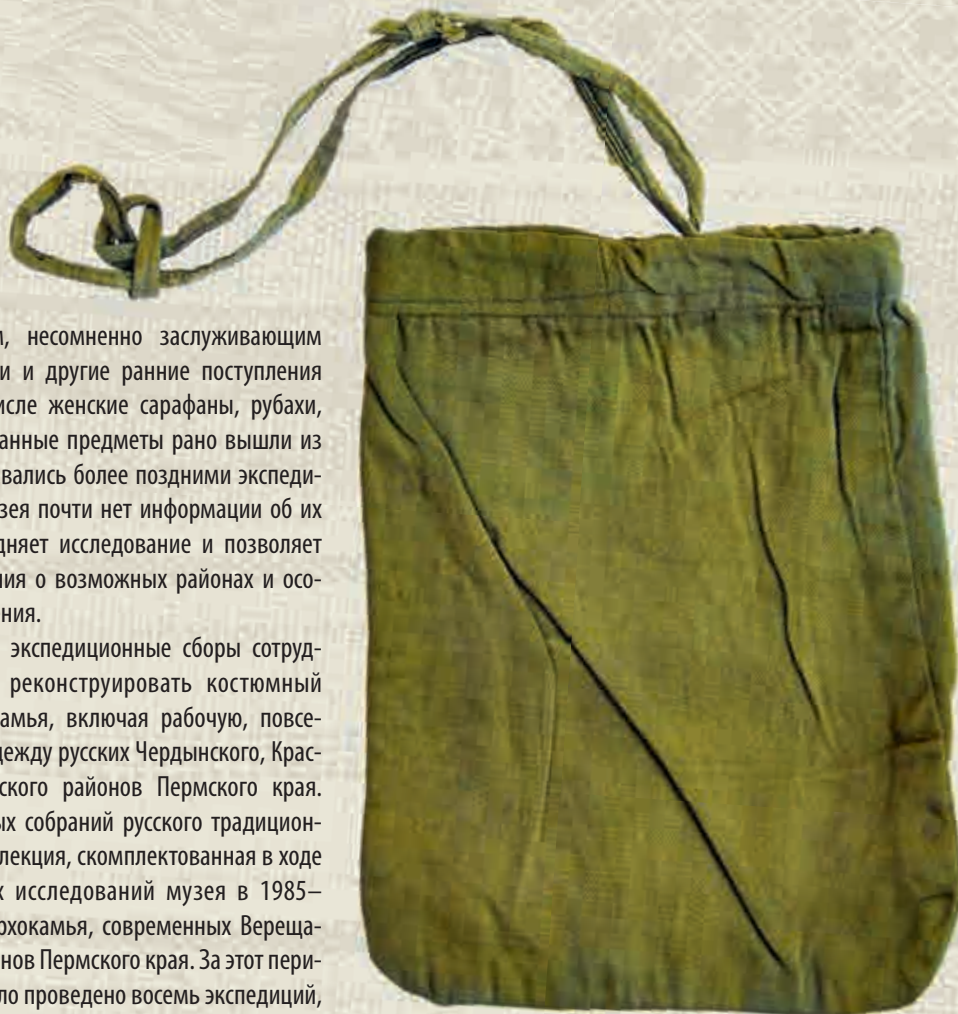 м, несомненно заслуживающим
и и другие ранние поступления
исле женские сарафаны, рубахи,
анные предметы рано вышли из
вались более поздними экспеди-
зея почти нет информации об их
дняет исследование и позволяет
ния о возможных районах и осо-
ния.
экспедиционные сборы сотруд-
реконструировать костюмный
амья, включая рабочую, повсе-
дежду русских Чердынского, Крас-
ского районов Пермского края.
ых собраний русского традицион-
лекция, скомплектованная в ходе
х исследований музея в 1985–
рхокамья, современных Вереща-
нов Пермского края. За этот пери-
ло проведено восемь экспедиций,